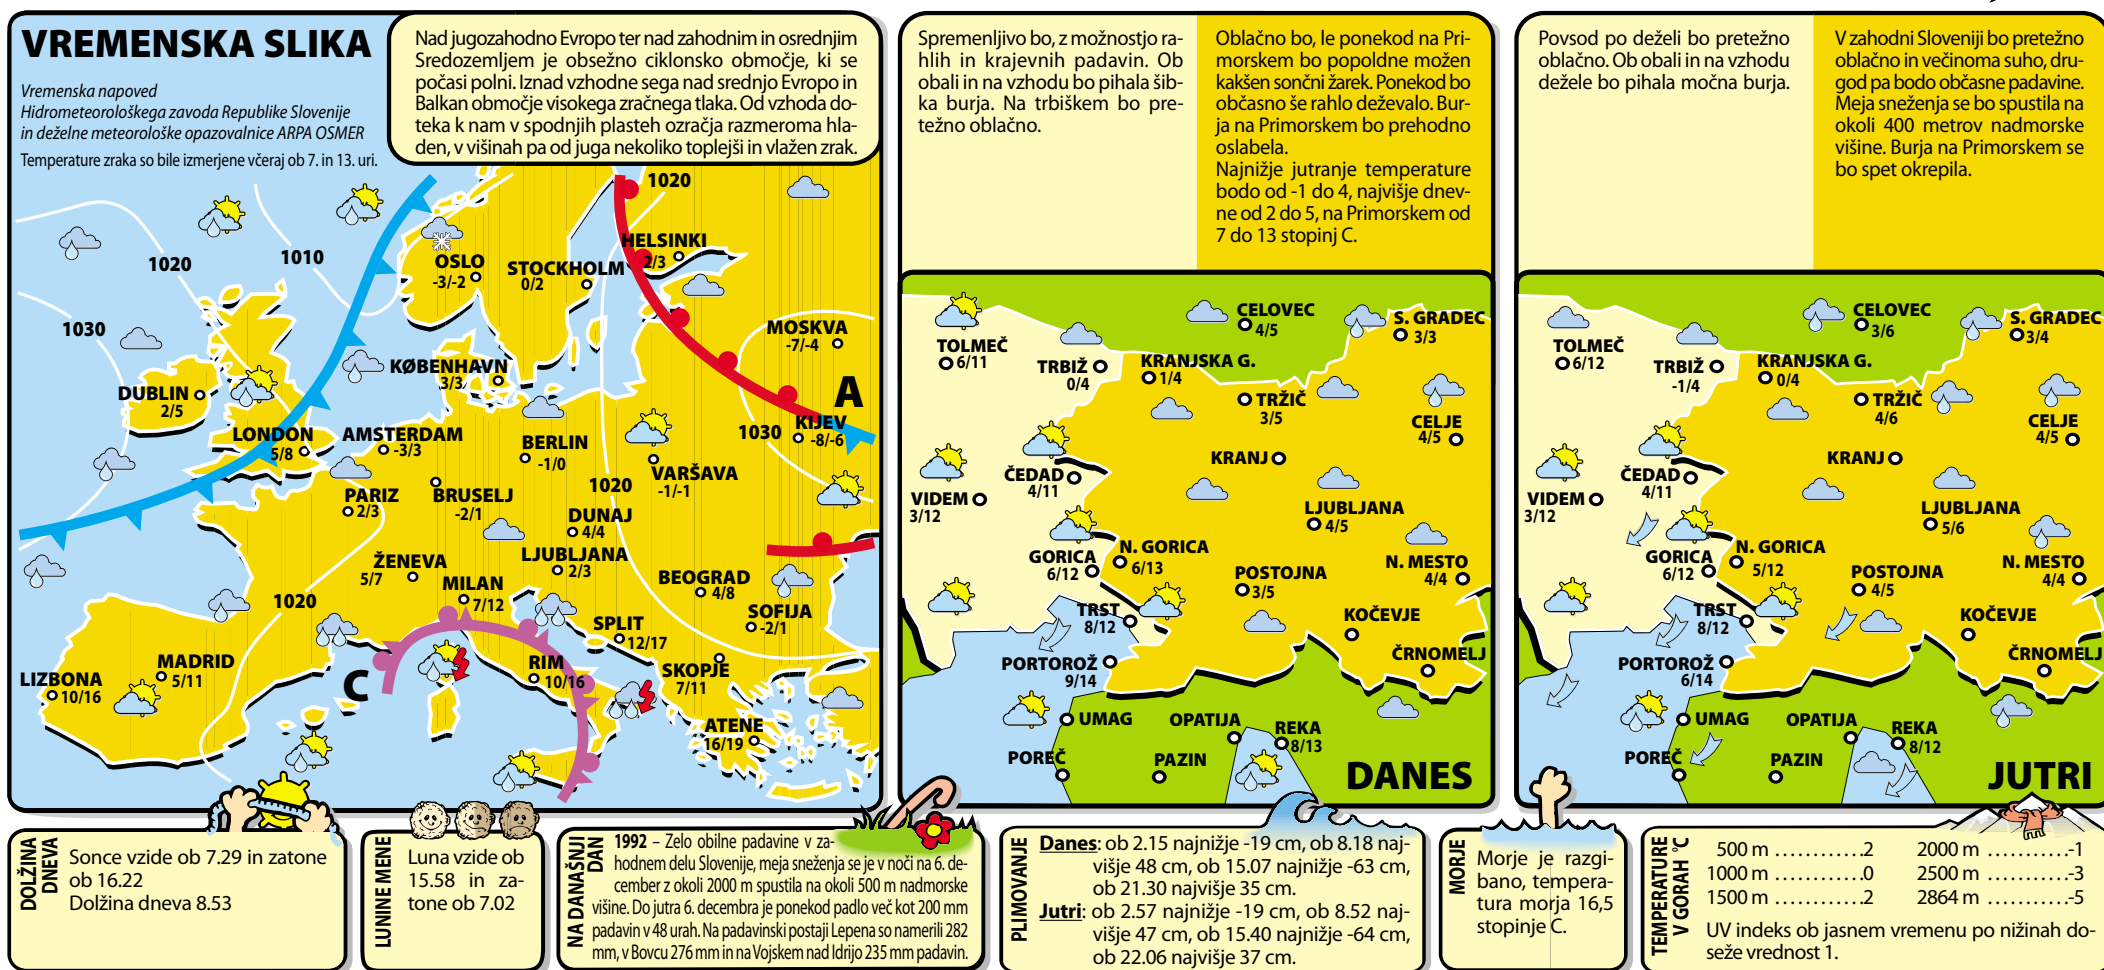 VREMENSKA SLIKA
Vremenska napoved
Hidrometeorološkega zavoda Republike Slovenije
in deželne meteorološke opazovalnice ARPA OSMER
Temperature zraka so bile izmerjene včeraj ob 7. in 13. uri.
Nad jugozahodno Evropo ter nad zahodnim in osrednjim
Sredozemljem je obsežno ciklonsko območje, ki se
počasi polni. Iznad vzhodne sega nad srednjo Evropo in
Balkan območje visokega zračnega tlaka. Od vzhoda do-
teka k nam v spodnjih plasteh ozračja razmeroma hla-
den, v višinah pa od juga nekoliko toplejši in vlažen zrak.
1020
1010
1020
1030
HELSINKI
2/3
OSLO
-3/-2
STOCKHOLM
0/2
MOSKVA
-7/-4
KØBENHAVN
3/3
DUBLIN
2/5
A
LONDON
5/8
AMSTERDAM
-3/3
BERLIN
-1/0
1030
KIJEV
-8/-6
VARŠAVA
-1/-1
1020
PARIZ
2/3
BRUSELJ
-2/1
DUNAJ
4/4
LJUBLJANA
2/3
ŽENEVA
5/7
MILAN
7/12
BEOGRAD
4/8
1020
SOFIJA
-2/1
SPLIT
12/17
SKOPJE
7/11
RIM
10/16
MADRID
5/11
LIZBONA
10/16
C
ATENE
16/19
Spremenljivo bo, z možnostjo ra-
hlih in krajevnih padavin. Ob
obali in na vzhodu bo pihala šib-
ka burja. Na trbiškem bo pre-
težno oblačno.
Oblačno bo, le ponekod na Pri-
morskem bo popoldne možen
kakšen sončni žarek. Ponekod bo
občasno še rahlo deževalo. Bur-
ja na Primorskem bo prehodno
oslabela.
Najnižje jutranje temperature
bodo od -1 do 4, najvišje dnev-
ne od 2 do 5, na Primorskem od
7 do 13 stopinj C.
CELOVEC
4/5
S. GRADEC
3/3
TOLMEČ
6/11
TRBIŽ
0/4
KRANJSKA G.
1/4
TRŽIČ
3/5
CELJE
4/5
KRANJ
ČEDAD
4/11
VIDEM
3/12
LJUBLJANA
4/5
GORICA
6/12
N. GORICA
6/13
POSTOJNA
3/5
N. MESTO
4/4
TRST
8/12
KOČEVJE
PORTOROŽ
9/14
ČRNOMELJ
UMAG
OPATIJA
REKA
8/13
POREČ
PAZIN
DANES
Povsod po deželi bo pretežno
oblačno. Ob obali in na vzhodu
dežele bo pihala močna burja.
V zahodni Sloveniji bo pretežno
oblačno in večinoma suho, dru-
god pa bodo občasne padavine.
Meja sneženja se bo spustila na
okoli 400 metrov nadmorske
višine. Burja na Primorskem se
bo spet okrepila.
CELOVEC
3/6
S. GRADEC
3/4
TOLMEČ
6/12
TRBIŽ
-1/4
KRANJSKA G.
0/4
TRŽIČ
4/6
CELJE
4/5
KRANJ
ČEDAD
4/11
VIDEM
3/12
LJUBLJANA
5/6
GORICA
6/12
N. GORICA
5/12
POSTOJNA
4/5
N. MESTO
4/4
TRST
8/12
KOČEVJE
PORTOROŽ
6/14
ČRNOMELJ
UMAG
OPATIJA
REKA
8/12
POREČ
PAZIN
JUTRI
DOLŽINA
DNEVA
Sonce vzide ob 7.29 in zatone
ob 16.22
Dolžina dneva 8.53
LUNINE MENE
Luna vzide ob
15.58 in za-
tone ob 7.02
NA DANAŠNJI
DAN
1992 – Zelo obilne padavine v za-
hodnem delu Slovenije, meja sneženja se je v noči na 6. de-
cember z okoli 2000 m spustila na okoli 500 m nadmorske
višine. Do jutra 6. decembra je ponekod padlo več kot 200 mm
padavin v 48 urah. Na padavinski postaji Lepena so namerili 282
mm, v Bovcu 276 mm in na Vojskem nad Idrijo 235 mm padavin.
PLIMOVANJE
Danes: ob 2.15 najnižje -19 cm, ob 8.18 naj-
višje 48 cm, ob 15.07 najnižje -63 cm,
ob 21.30 najvišje 35 cm.
Jutri: ob 2.57 najnižje -19 cm, ob 8.52 naj-
višje 47 cm, ob 15.40 najnižje -64 cm,
ob 22.06 najvišje 37 cm.
MORJE
Morje je razgi-
bano, tempera-
tura morja 16,5
stopinje C.
TEMPERATURE
V GORAH °C
500 m ............2
1000 m ............0
1500 m ............2
2000 m ...........-1
2500 m ...........-3
2864 m ...........-5
UV indeks ob jasnem vremenu po nižinah do-
seže vrednost 1.